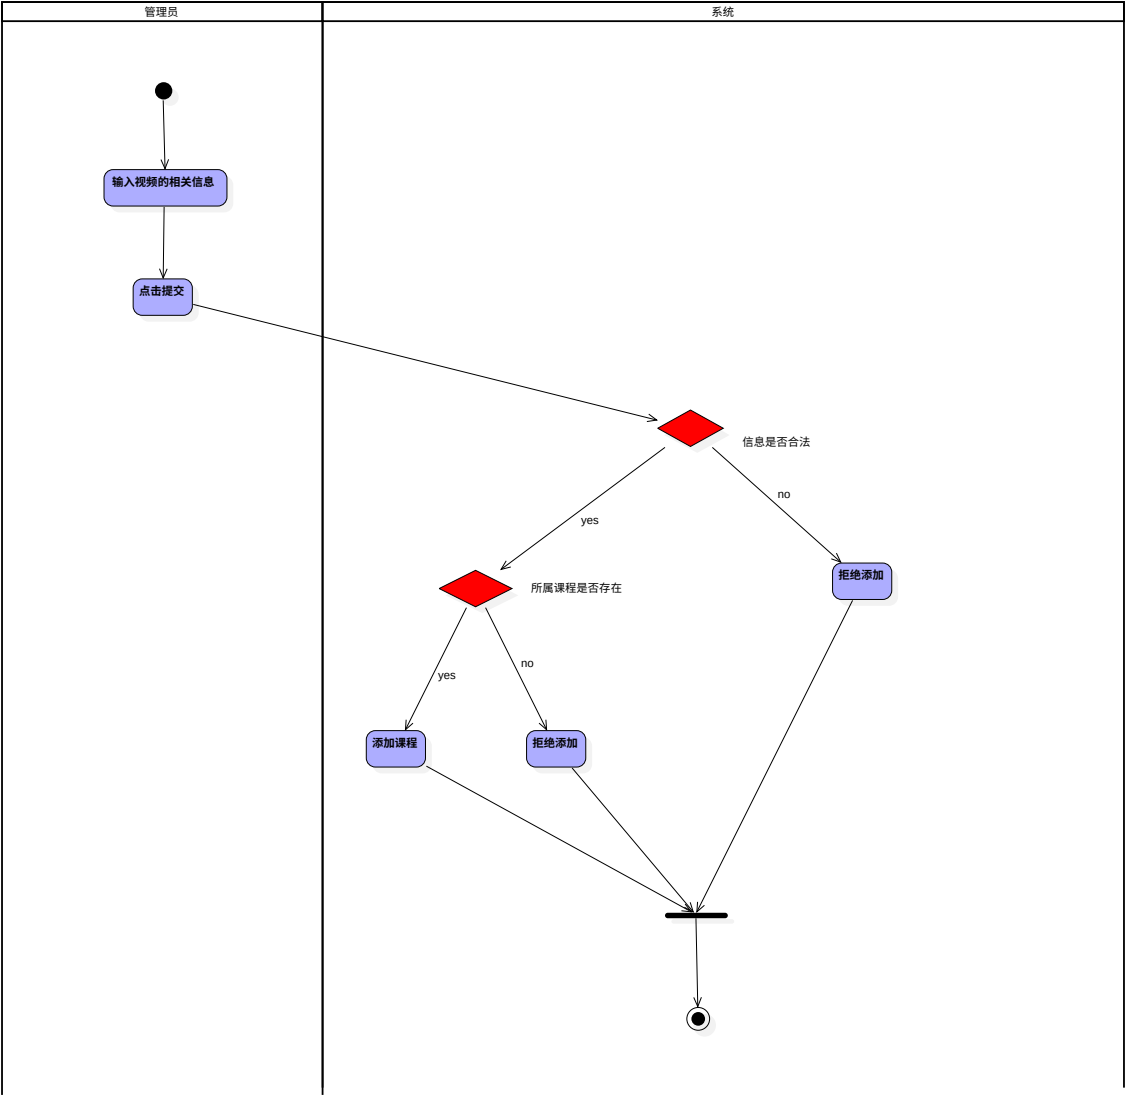 管理员
系统
输入视频的相关信息
点击提交
信息是否合法
no
yes
拒绝添加
所属课程是否存在
no
yes
添加课程
拒绝添加